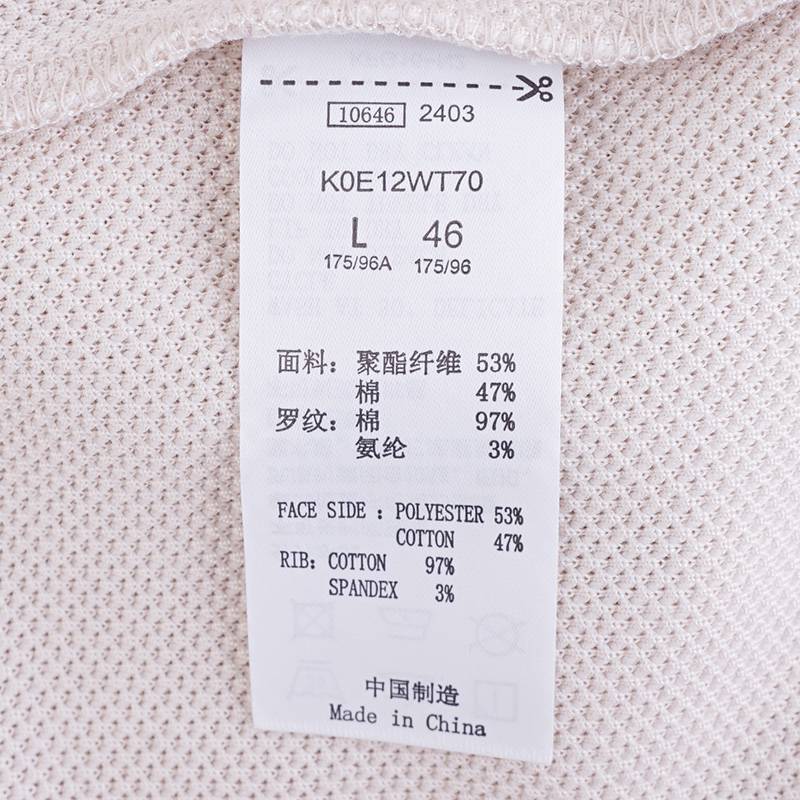 10646 2403
K0E12WT70
L 46
175/96A 175/96
面料：聚酯纤维 53%
棉 47%
罗纹：棉 97%
氨纶 3%
FACE SIDE : POLYESTER 53%
COTTON 47%
RIB: COTTON 97%
SPANDEX 3%
中国制造
Made in China